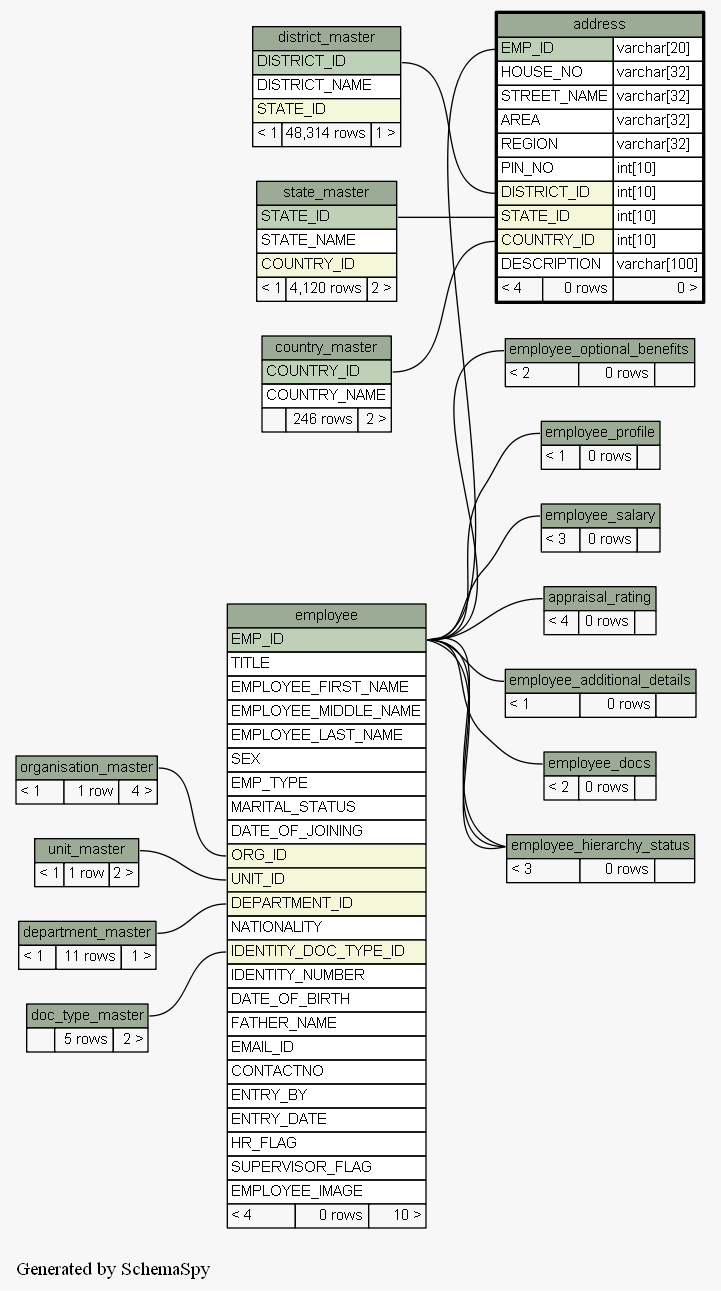 district_master
DISTRICT_ID
DISTRICT_NAME
STATE_ID
< 1 48,314 rows 1 >
address
EMP_ID varchar[20]
HOUSE_NO varchar[32]
STREET_NAME varchar[32]
AREA varchar[32]
REGION varchar[32]
PIN_NO int[10]
DISTRICT_ID int[10]
STATE_ID int[10]
COUNTRY_ID int[10]
DESCRIPTION varchar[100]
< 4 0 rows 0 >
state_master
STATE_ID
STATE_NAME
COUNTRY_ID
< 1 4,120 rows 2 >
country_master
COUNTRY_ID
COUNTRY_NAME
246 rows 2 >
employee_optional_benefits
< 2 0 rows
employee_profile
< 1 0 rows
employee_salary
< 3 0 rows
appraisal_rating
< 4 0 rows
employee_additional_details
< 1 0 rows
employee_docs
< 2 0 rows
employee_hierarchy_status
< 3 0 rows
employee
EMP_ID
TITLE
EMPLOYEE_FIRST_NAME
EMPLOYEE_MIDDLE_NAME
EMPLOYEE_LAST_NAME
SEX
EMP_TYPE
MARITAL_STATUS
DATE_OF_JOINING
ORG_ID
UNIT_ID
DEPARTMENT_ID
NATIONALITY
IDENTITY_DOC_TYPE_ID
IDENTITY_NUMBER
DATE_OF_BIRTH
FATHER_NAME
EMAIL_ID
CONTACTNO
ENTRY_BY
ENTRY_DATE
HR_FLAG
SUPERVISOR_FLAG
EMPLOYEE_IMAGE
< 4 0 rows 10 >
organisation_master
< 1 1 row 4 >
unit_master
< 1 1 row 2 >
department_master
< 1 11 rows 1 >
doc_type_master
5 rows 2 >
Generated by SchemaSpy